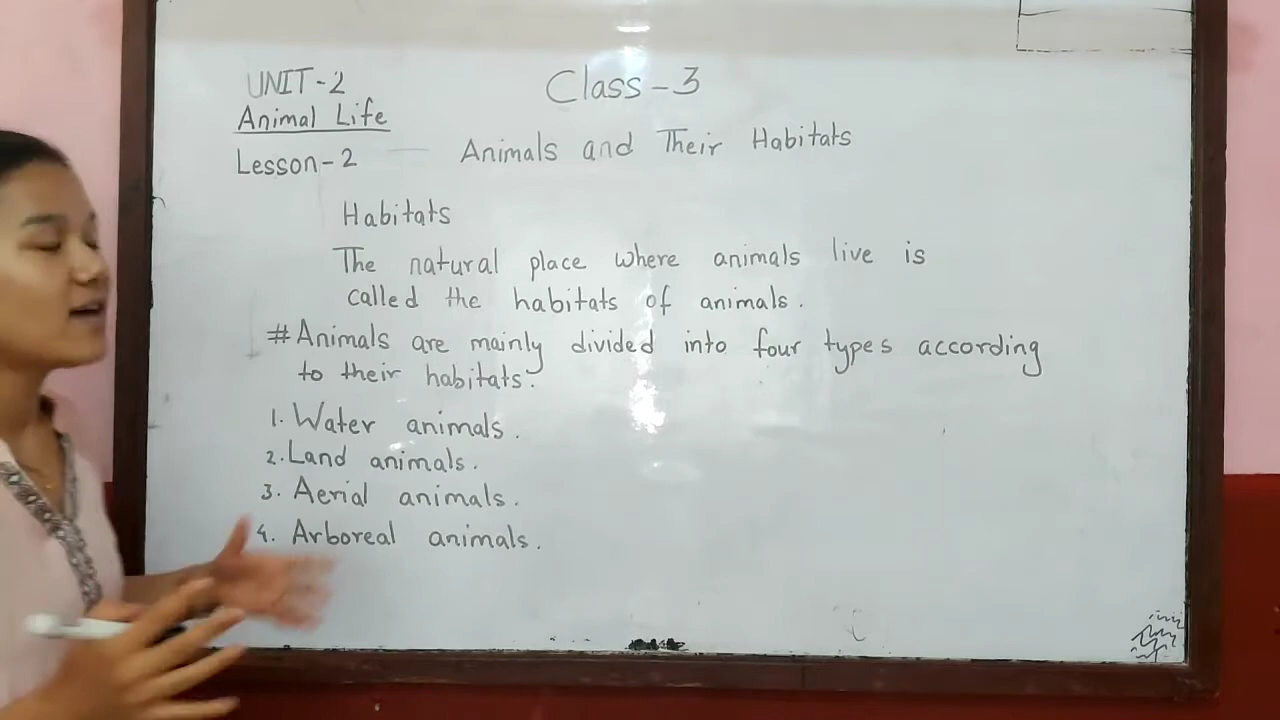 UNIT-2
Class-3
Animal Life
Lesson-2
Animals and Their Habitats
Habitats
The natural place where animals live is
called the habitats of animals.
#Animals are mainly divided into four types according
to their habitats.
1. Water animals.
2. Land animals.
3. Aerial animals.
4. Arboreal animals.